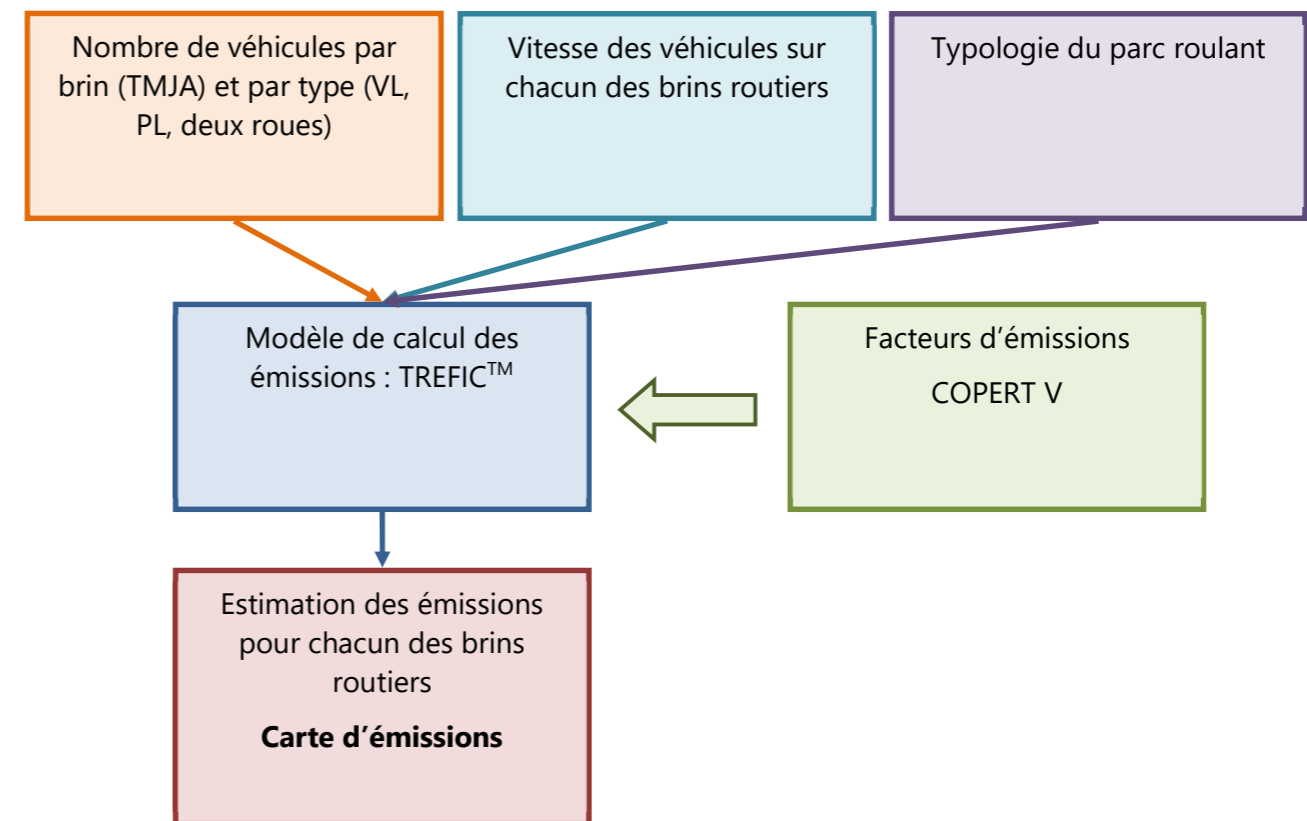 Nombre de véhicules par
brin (TMJA) et par type (VL,
PL, deux roues)
Vitesse des véhicules sur
chacun des brins routiers
Typologie du parc roulant
Modèle de calcul des
émissions : TREFIC™
Facteurs d’émissions
COPERT V
Estimation des émissions
pour chacun des brins
routiers
Carte d’émissions